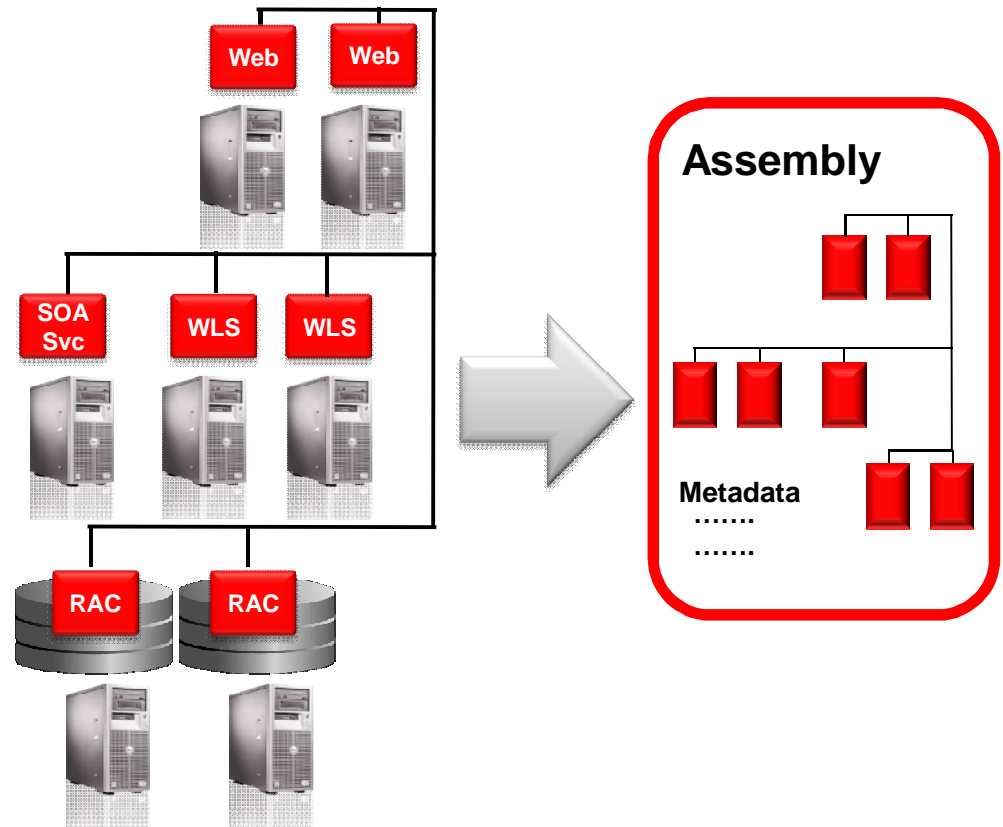 Web
Web
SOA
Svc
WLS
WLS
RAC
RAC
Assembly
Metadata
.......
.......